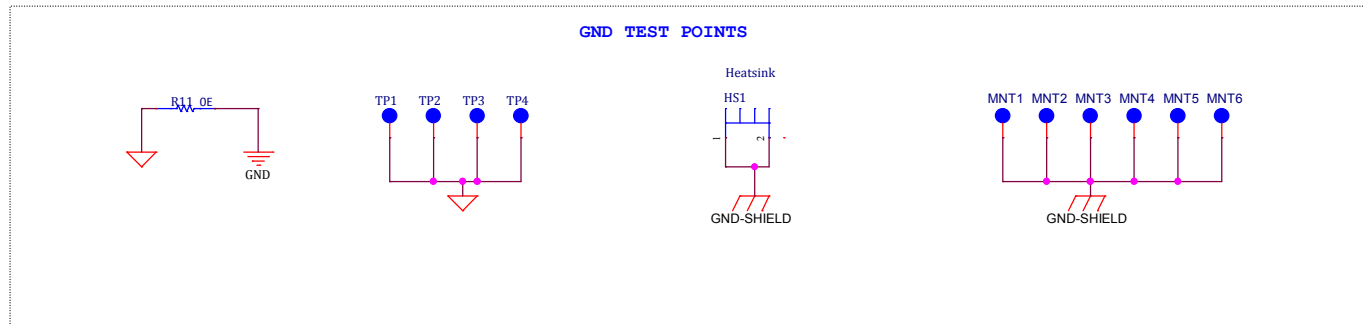 GND TEST POINTS
Heatsink
R11 0E
TP1 TP2 TP3 TP4
HS1
MNT1 MNT2 MNT3 MNT4 MNT5 MNT6
1 2
GND
GND-SHIELD
GND-SHIELD